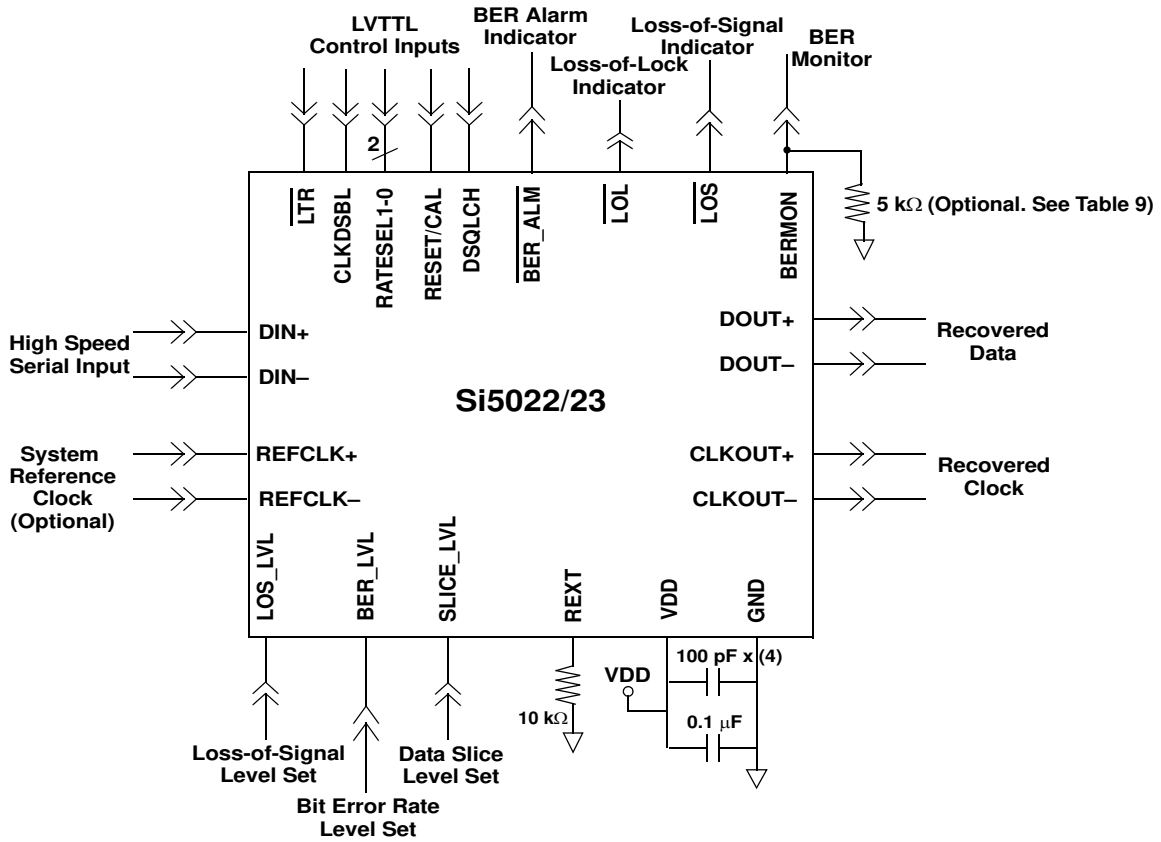 LVTTL
Control Inputs
BER Alarm
Indicator
Loss-of-Lock
Indicator
Loss-of-Signal
Indicator
BER
Monitor
2
LTR
CLKDSBL
RATESEL1-0
RESET/CAL
DSQLCH
BER_ALM
LOL
LOS
BERMON
5 kΩ (Optional. See Table 9)
High Speed
Serial Input
DIN+
DIN–
System
Reference
Clock
(Optional)
REFCLK+
REFCLK–
Si5022/23
DOUT+
DOUT–
Recovered
Data
CLKOUT+
CLKOUT–
Recovered
Clock
LOS_LVL
BER_LVL
SLICE_LVL
REXT
VDD
GND
Loss-of-Signal
Level Set
Bit Error Rate
Level Set
Data Slice
Level Set
10 kΩ
VDD
100 pF x (4)
0.1 μF